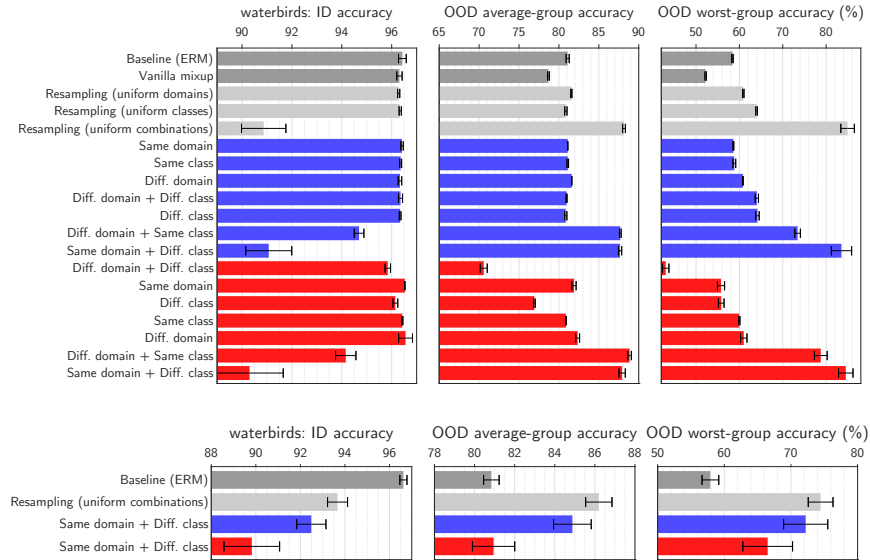 waterbirds: ID accuracy
OOD average-group accuracy
OOD worst-group accuracy (%)
90 92 94 96
65 70 75 80 85 90
50 60 70 80
Baseline (ERM)
Vanilla mixup
Resampling (uniform domains)
Resampling (uniform classes)
Resampling (uniform combinations)
Same domain
Same class
Diff. domain
Diff. domain + Diff. class
Diff. class
Diff. domain + Same class
Same domain + Diff. class
Diff. domain + Diff. class
Same domain
Diff. class
Same class
Diff. domain
Diff. domain + Same class
Same domain + Diff. class
waterbirds: ID accuracy
OOD average-group accuracy
OOD worst-group accuracy (%)
88 90 92 94 96
78 80 82 84 86 88
50 60 70 80
Baseline (ERM)
Resampling (uniform combinations)
Same domain + Diff. class
Same domain + Diff. class